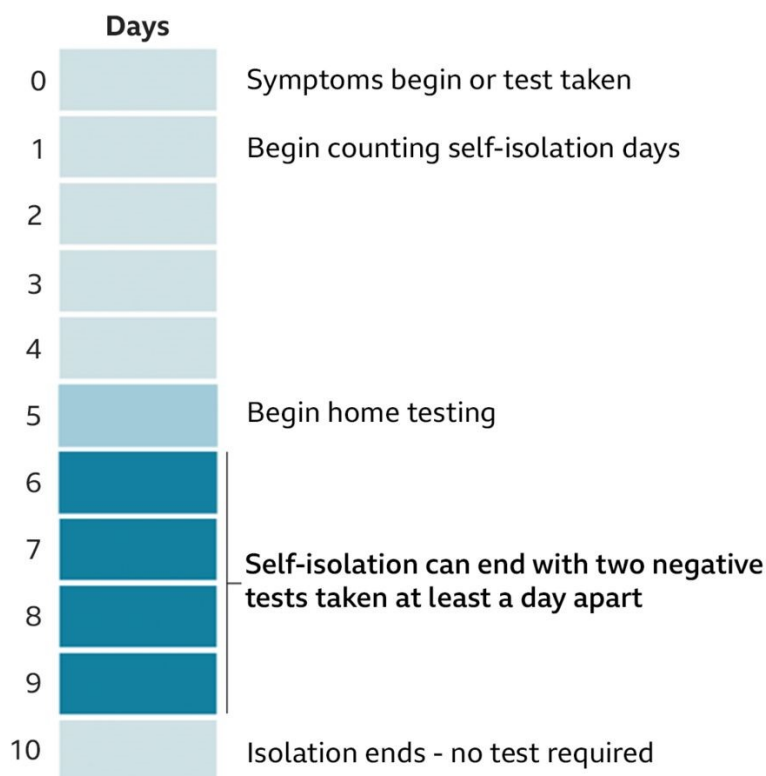 Days
0 Symptoms begin or test taken
1 Begin counting self-isolation days
2
3
4
5 Begin home testing
6
7
Self-isolation can end with two negative
tests taken at least a day apart
8
9
10 Isolation ends - no test required